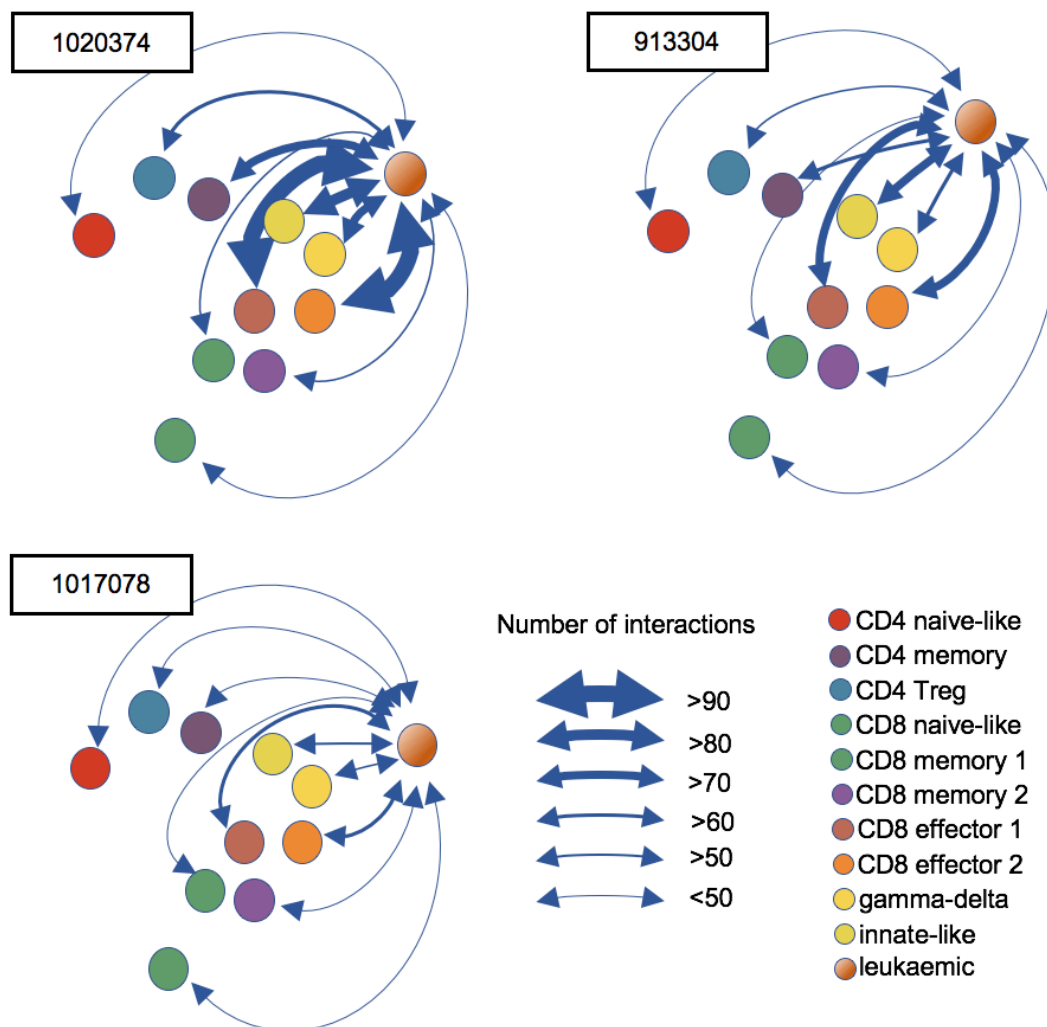 1020374
913304
1017078
Number of interactions
>90
>80
>70
>60
>50
<50
CD4 naive-like
CD4 memory
CD4 Treg
CD8 naive-like
CD8 memory 1
CD8 memory 2
CD8 effector 1
CD8 effector 2
gamma-delta
innate-like
leukaemic